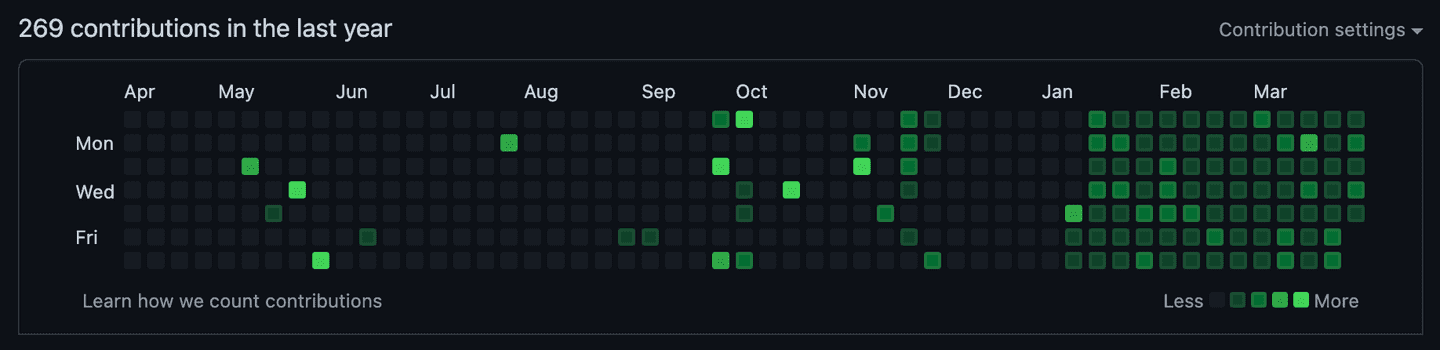 269 contributions in the last year
Contribution settings
Apr May Jun Jul Aug Sep Oct Nov Dec Jan Feb Mar
Mon
Wed
Fri
Learn how we count contributions
Less More